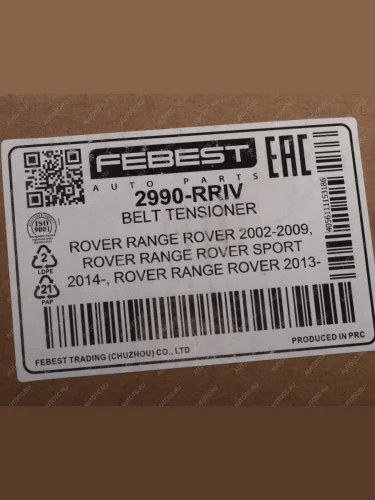 FEBEST
AUTO PARTS
EAC
2990-RRIV
BELT TENSIONER
ISO
9001
ROVER RANGE ROVER 2002-2009,
ROVER RANGE ROVER SPORT
2014-, ROVER RANGE ROVER 2013-
2
LDPE
21
PAP
4056111153186
PRODUCED IN PRC
FEBEST TRADING (CHUZHOU) CO., LTD